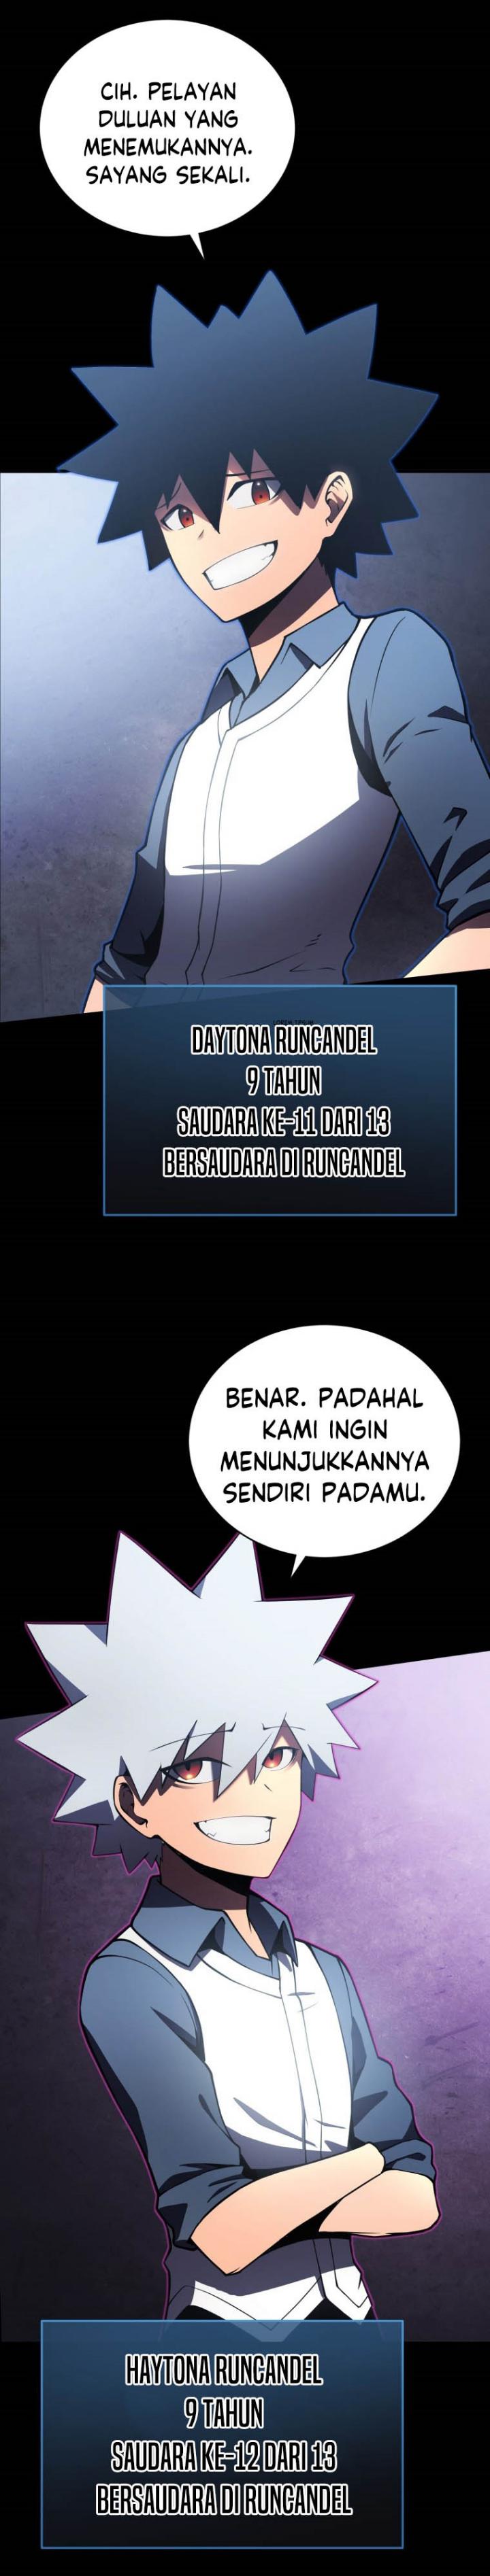 CIH. PELAYAN
DULUAN YANG
MENEMUKANNYA.
SAYANG SEKALI.
DAYTONA RUNCANDEL
9 TAHUN
SAUDARA KE-11 DARI 13
BERSAUDARA DI RUNCANDEL
BENAR. PADAHAL
KAMI INGIN
MENUNJUKKANNYA
SENDIRI PADAMU.
HAYTONA RUNCANDEL
9 TAHUN
SAUDARA KE-12 DARI 13
BERSAUDARA DI RUNCANDEL